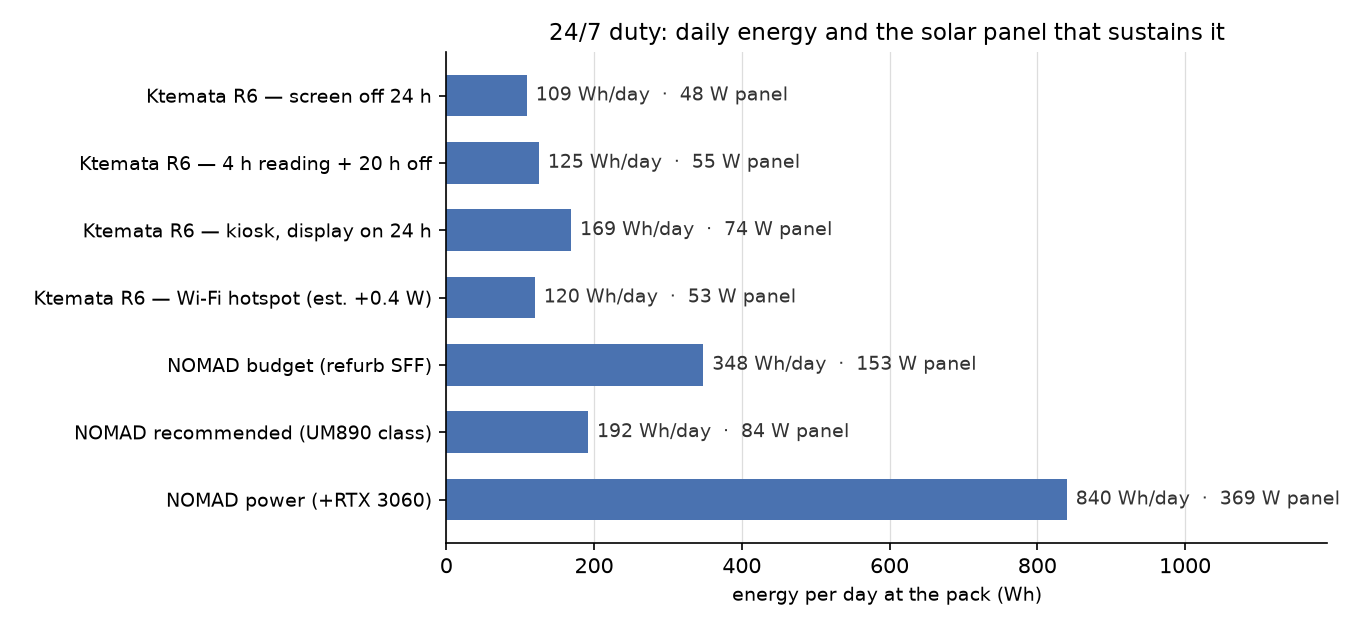 24/7 duty: daily energy and the solar panel that sustains it
Ktemata R6 — screen off 24 h 109 Wh/day · 48 W panel
Ktemata R6 — 4 h reading + 20 h off 125 Wh/day · 55 W panel
Ktemata R6 — kiosk, display on 24 h 169 Wh/day · 74 W panel
Ktemata R6 — Wi-Fi hotspot (est. +0.4 W) 120 Wh/day · 53 W panel
NOMAD budget (refurb SFF) 348 Wh/day · 153 W panel
NOMAD recommended (UM890 class) 192 Wh/day · 84 W panel
NOMAD power (+RTX 3060) 840 Wh/day · 369 W panel
0 200 400 600 800 1000
energy per day at the pack (Wh)